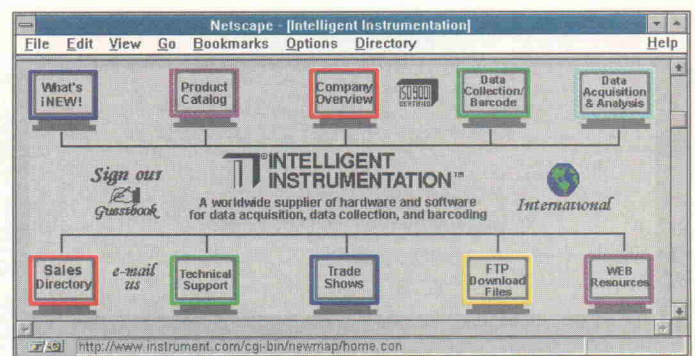 Netscape - [Intelligent Instrumentation]
File Edit View Go Bookmarks Options Directory Help
What's
iNEW!
Product
Catalog
Company
Overview
ISO 9001
CERTIFIED
Data
Collection/
Barcode
Data
Acquisition
& Analysis
Sign our
Guestbook
INTELLIGENT
INSTRUMENTATION™
A worldwide supplier of hardware and software
for data acquisition, data collection, and barcoding
International
Sales
Directory
e-mail
us
Technical
Support
Trade
Shows
FTP
Download
Files
WEB
Resources
http://www.instrument.com/cgi-bin/newmap/home.con